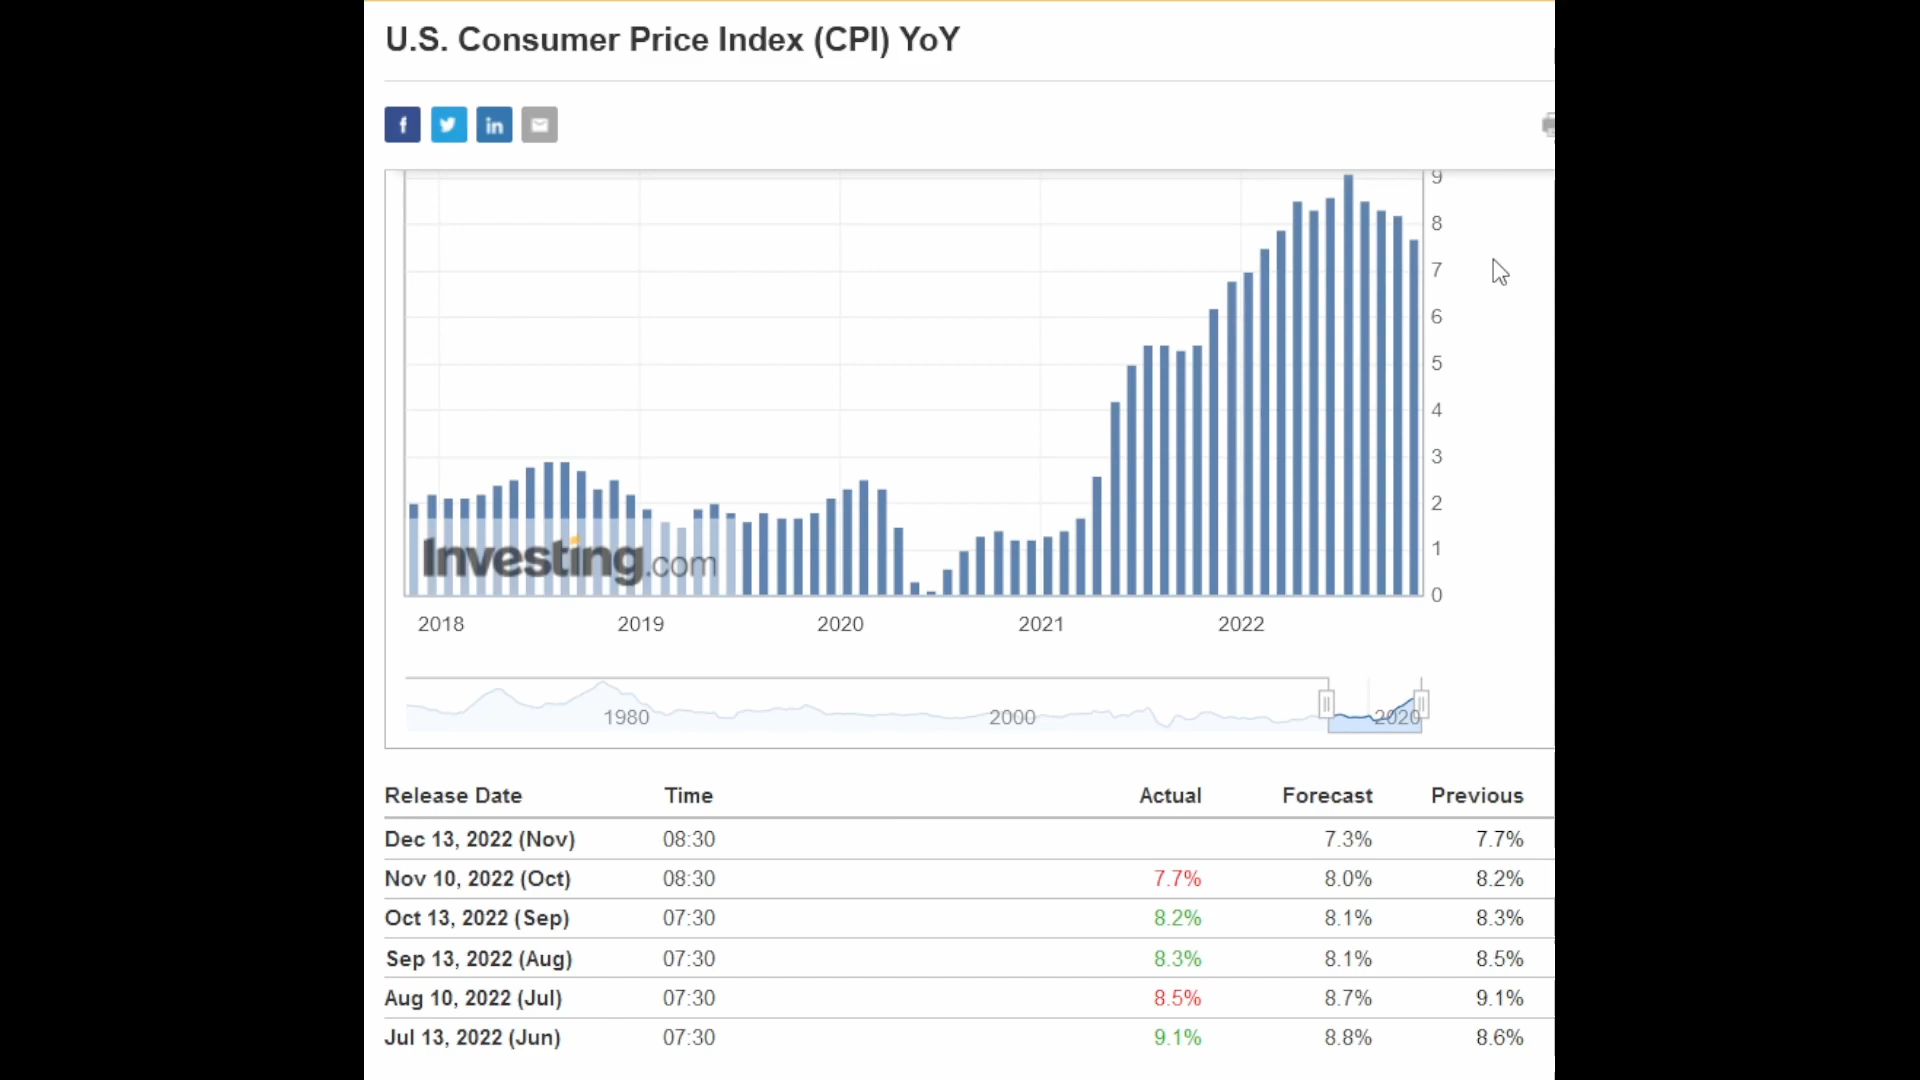 U.S. Consumer Price Index (CPI) YoY
f
in
9
8
7
6
5
4
3
2
1
0
Investing.com
2018 2019 2020 2021 2022
1980 2000 2020
Release Date Time Actual Forecast Previous
Dec 13, 2022 (Nov) 08:30 7.3% 7.7%
Nov 10, 2022 (Oct) 08:30 7.7% 8.0% 8.2%
Oct 13, 2022 (Sep) 07:30 8.2% 8.1% 8.3%
Sep 13, 2022 (Aug) 07:30 8.3% 8.1% 8.5%
Aug 10, 2022 (Jul) 07:30 8.5% 8.7% 9.1%
Jul 13, 2022 (Jun) 07:30 9.1% 8.8% 8.6%